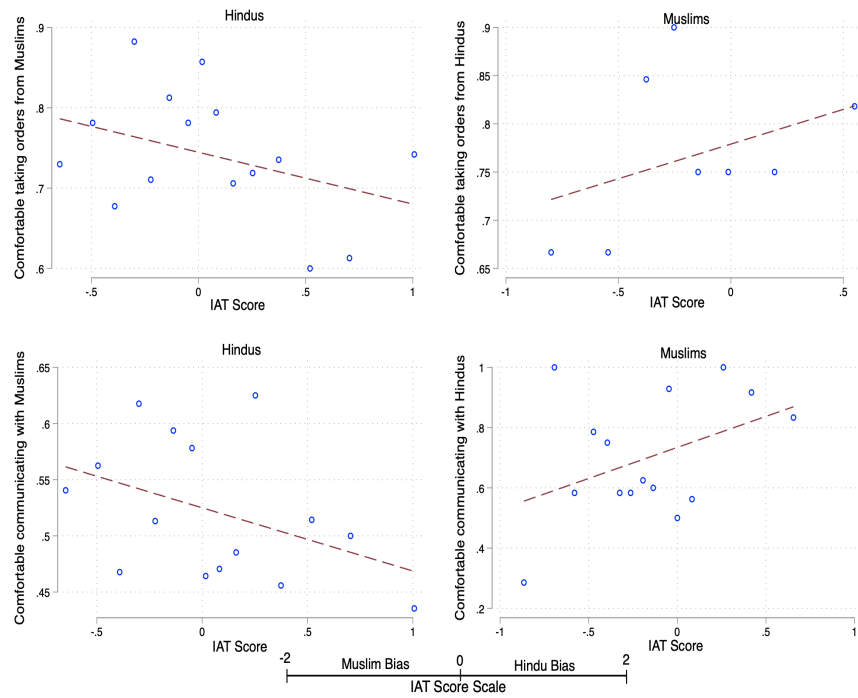 Hindus
Comfortable taking orders from Muslims
.9
.8
.7
.6
-.5
0
.5
1
IAT Score
Muslims
Comfortable taking orders from Hindus
.9
.85
.8
.75
.7
.65
-1
-.5
0
.5
IAT Score
Hindus
Comfortable communicating with Muslims
.65
.6
.55
.5
.45
-.5
0
.5
1
IAT Score
Muslims
Comfortable communicating with Hindus
1
.8
.6
.4
.2
-1
-.5
0
.5
1
IAT Score
-2
0
2
Muslim Bias
Hindu Bias
IAT Score Scale